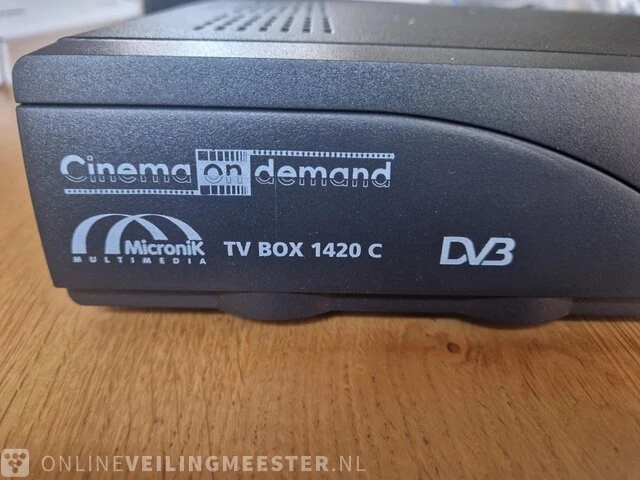 Cinema on demand
MicroniK
MULTIMEDIA
TV BOX 1420 C
DVB
ONLINEVEILINGMEESTER.NL